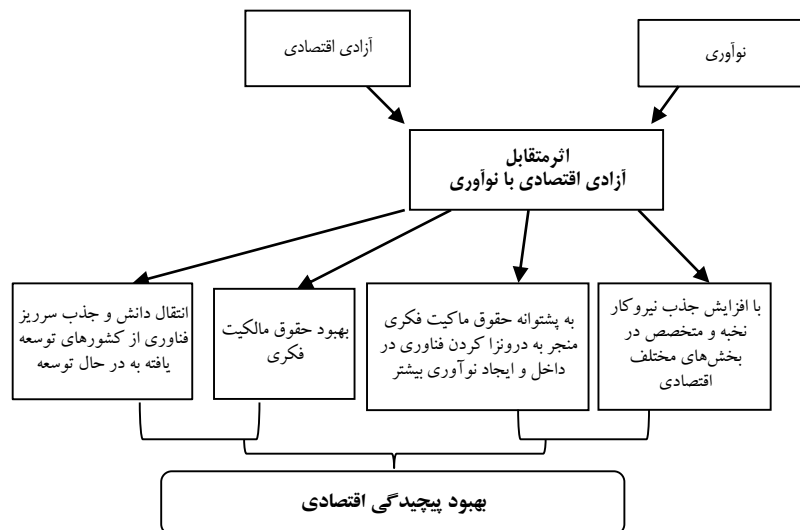 نوآوری
آزادی اقتصادی
اثرمتقابل
آزادی اقتصادی با نوآوری
با افزایش جذب نیروکار
نخبه و متخصص در
بخش‌های مختلف
اقتصادی
به پشتوانه حقوق ماکیت فکری
منجر به درونزا کردن فناوری در
داخل و ایجاد نوآوری بیشتر
بهبود حقوق مالکیت
فکری
انتقال دانش و جذب سرریز
فناوری از کشورهای توسعه
یافته به در حال توسعه
بهبود پیچیدگی اقتصادی